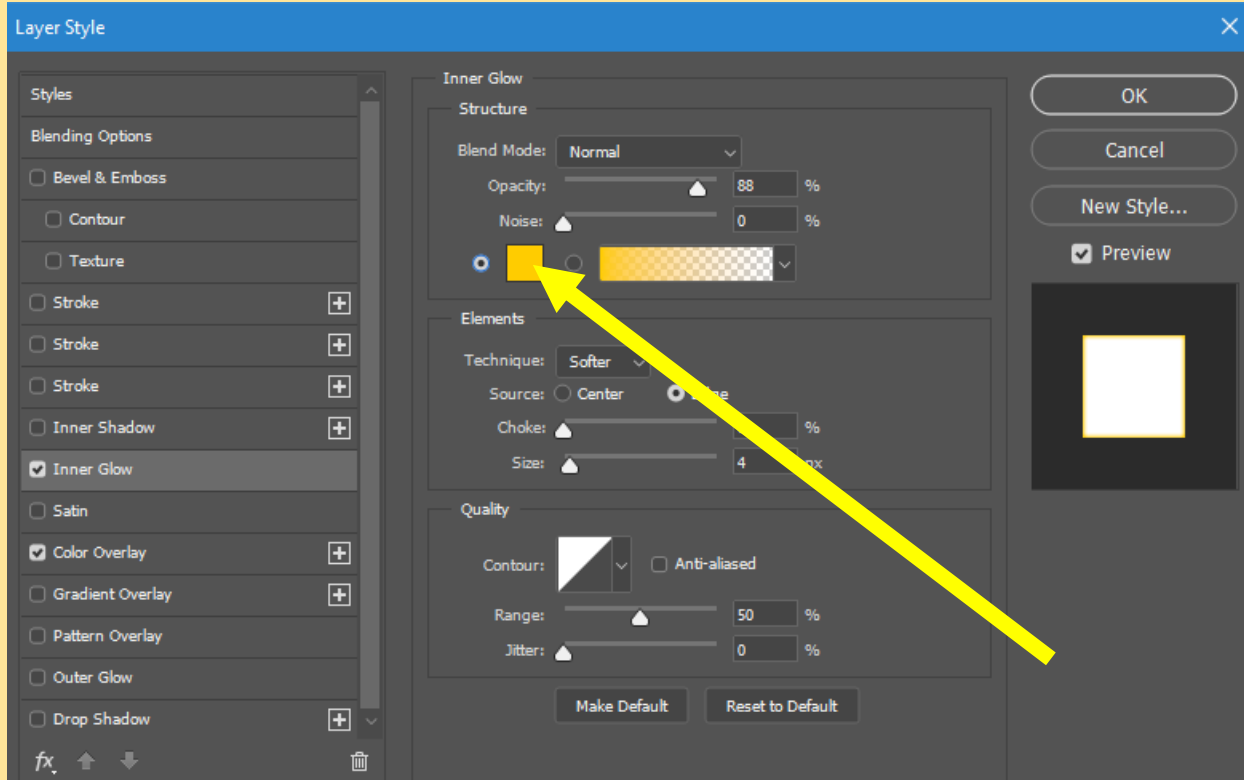 Layer Style
Styles
Blending Options
Bevel & Emboss
Contour
Texture
Stroke
Stroke
Stroke
Inner Shadow
Inner Glow
Satin
Color Overlay
Gradient Overlay
Pattern Overlay
Outer Glow
Drop Shadow
fx
Inner Glow
Structure
Blend Mode: Normal
Opacity: 88 %
Noise: 0 %
Elements
Technique: Softer
Source: Center
Choke: %
Size: 4 px
Quality
Contour: Anti-aliased
Range: 50 %
Jitter: 0 %
Make Default Reset to Default
OK
Cancel
New Style...
Preview